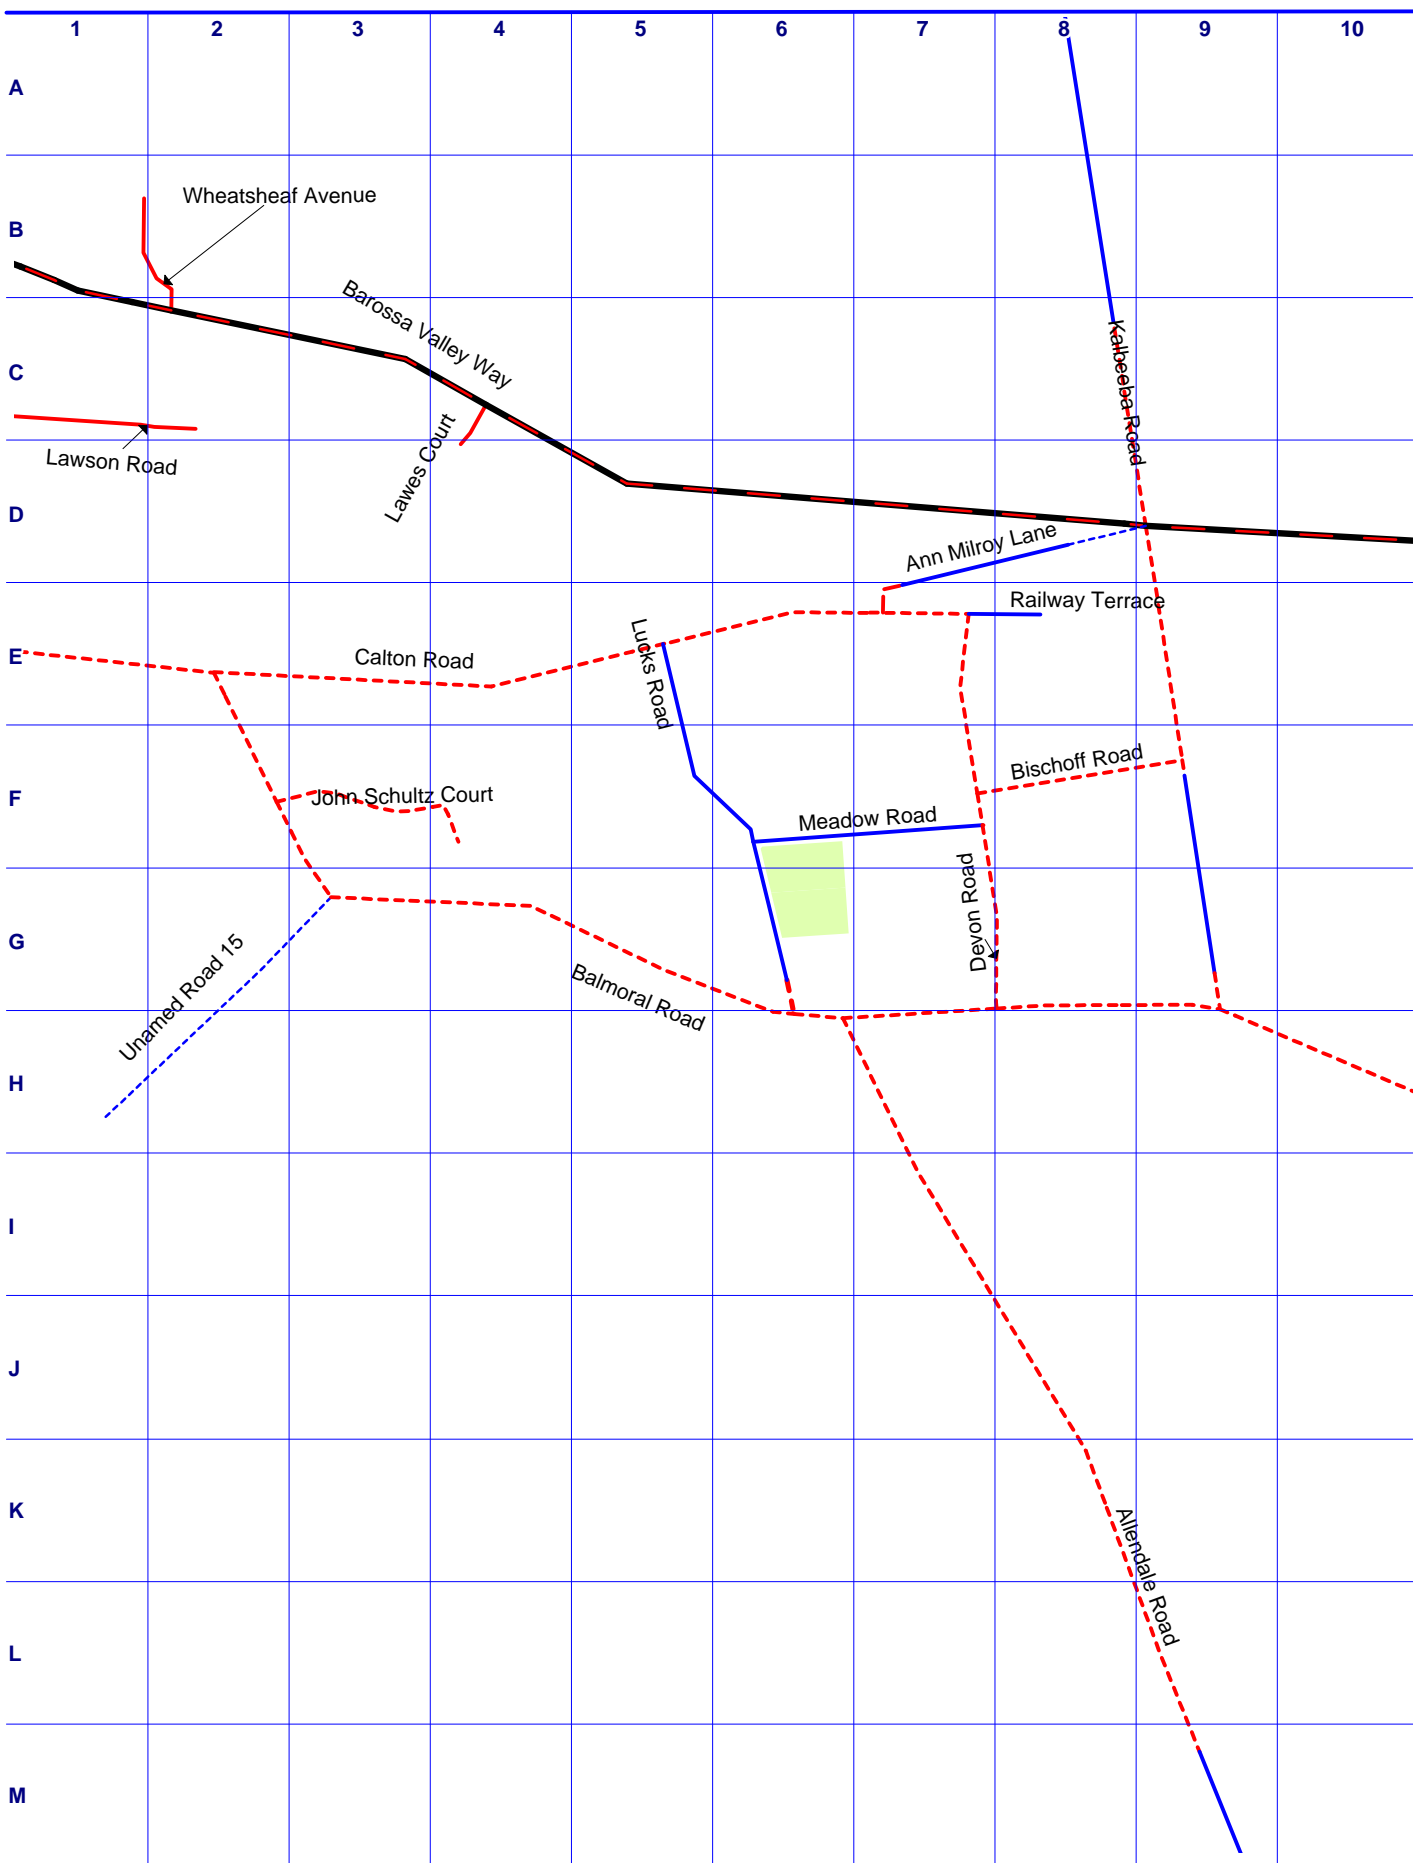 1 2 3 4 5 6 7 8 9 10
A
Wheatsheaf Avenue
B
Barossa Valley Way
Kalbeeba Road
C
Lawes Court
Lawson Road
D
Ann Milroy Lane
Railway Terrace
Lucks Road
E
Calton Road
Bischoff Road
F
John Schultz Court
Meadow Road
Devon Road
G
Unamed Road 15
Balmoral Road
H
I
J
K
Allendale Road
L
M